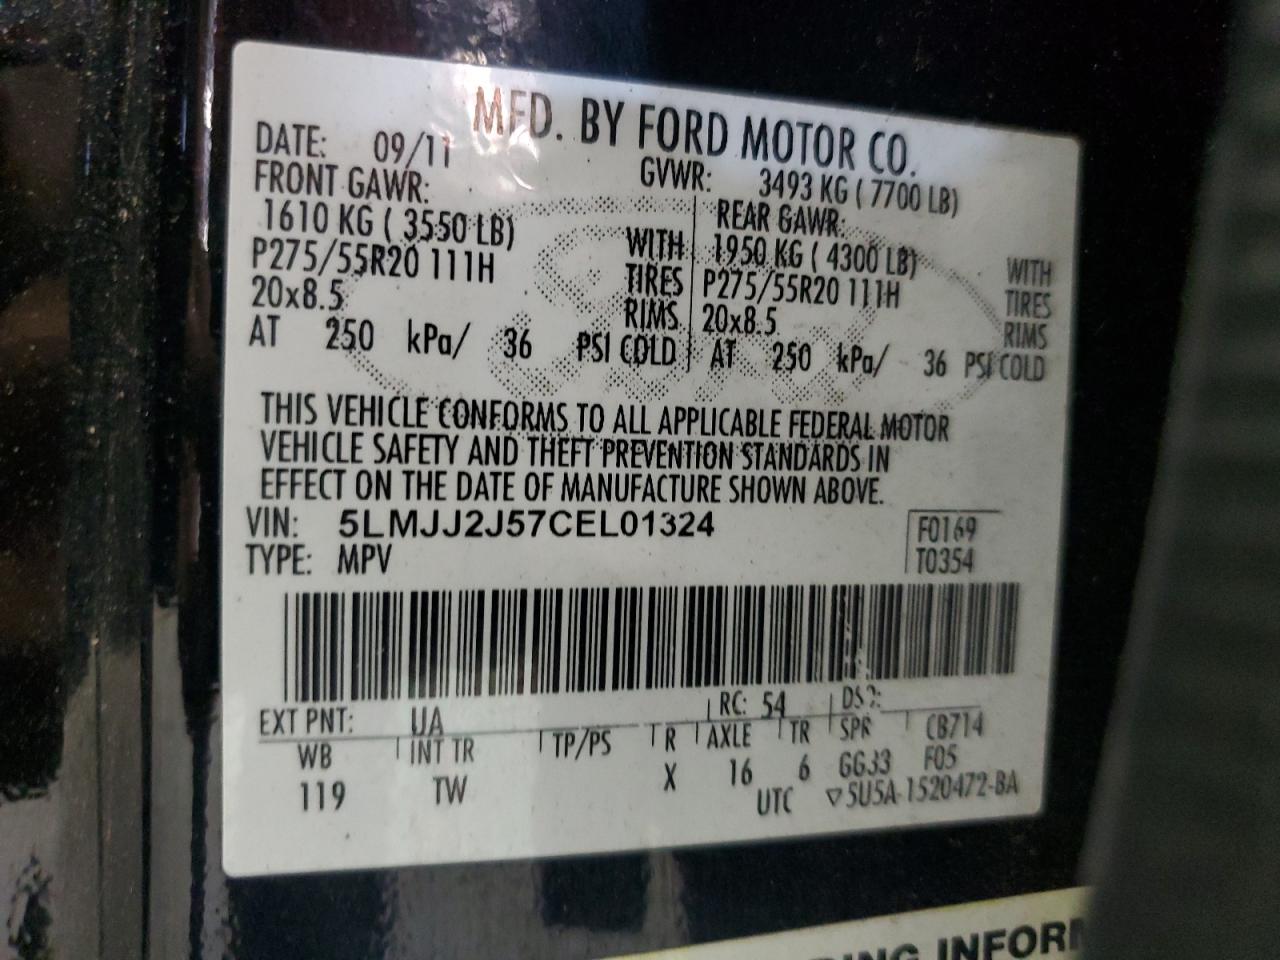 MFD. BY FORD MOTOR CO.
DATE: 09/11 GVWR: 3493 KG ( 7700 LB)
FRONT GAWR: REAR GAWR:
1610 KG ( 3550 LB) WITH 1950 KG ( 4300 LB) WITH
P275/55R20 111H TIRES P275/55R20 111H TIRES
20x8.5 RIMS 20x8.5 RIMS
AT 250 kPa/ 36 PSI COLD AT 250 kPa/ 36 PSI COLD
THIS VEHICLE CONFORMS TO ALL APPLICABLE FEDERAL MOTOR
VEHICLE SAFETY AND THEFT PREVENTION STANDARDS IN
EFFECT ON THE DATE OF MANUFACTURE SHOWN ABOVE.
VIN: 5LMJJ2J57CEL01324 F0169
TYPE: MPV T0354
EXT PNT: UA RC: 54 DSO:
WB INT TR TP/PS R AXLE TR SPR CB714
119 TW X 16 6 GG33 F05
UTC ▽5U5A-1520472-BA
INFOR